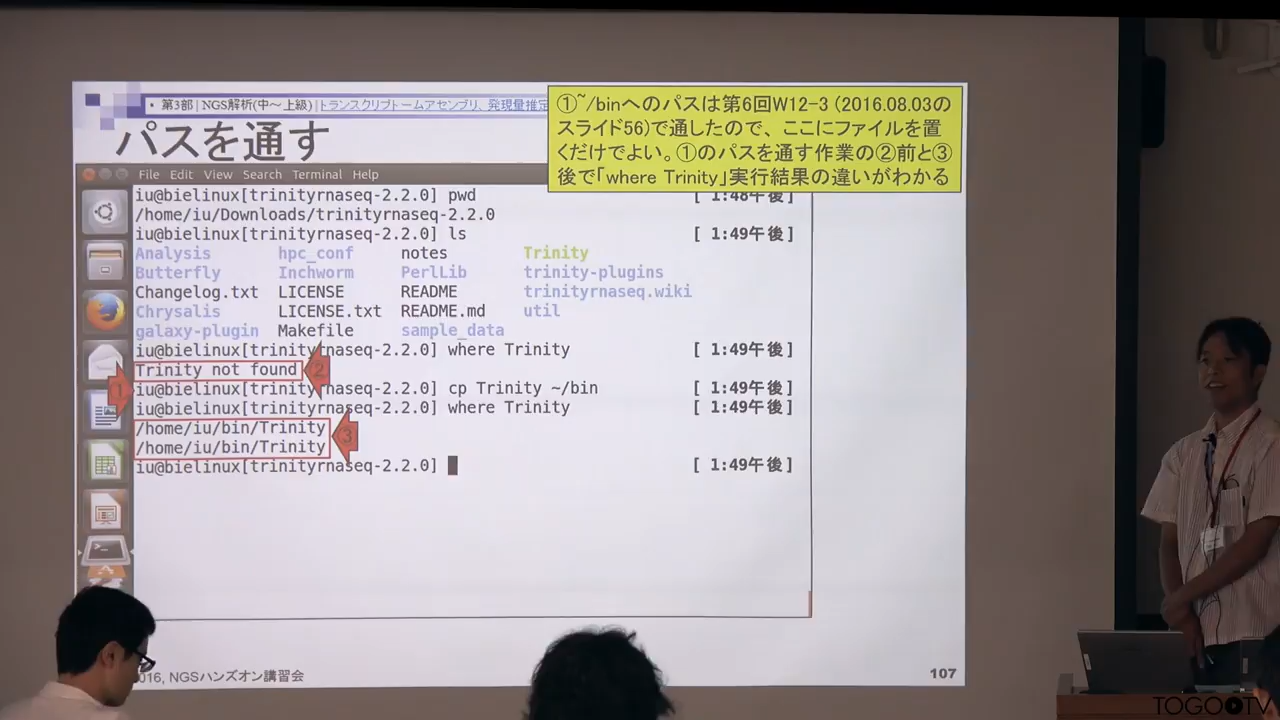 ・第3部 | NGS解析(中～上級) | トランスクリプトームアセンブリ、発現量推定
パスを通す
①~/binへのパスは第6回W12-3 (2016.08.03の
スライド56)で通したので、ここにファイルを置
くだけでよい。①のパスを通す作業の②前と③
後で「where Trinity」実行結果の違いがわかる
File Edit View Search Terminal Help
iu@bielinux[trinityrnaseq-2.2.0] pwd [ 1:48午後]
/home/iu/Downloads/trinityrnaseq-2.2.0
iu@bielinux[trinityrnaseq-2.2.0] ls [ 1:49午後]
Analysis hpc_conf notes Trinity
Butterfly Inchworm PerlLib trinity-plugins
Changelog.txt LICENSE README trinityrnaseq.wiki
Chrysalis LICENSE.txt README.md util
galaxy-plugin Makefile sample_data
iu@bielinux[trinityrnaseq-2.2.0] where Trinity [ 1:49午後]
Trinity not found ②
① iu@bielinux[trinityrnaseq-2.2.0] cp Trinity ~/bin [ 1:49午後]
iu@bielinux[trinityrnaseq-2.2.0] where Trinity [ 1:49午後]
/home/iu/bin/Trinity
/home/iu/bin/Trinity ③
iu@bielinux[trinityrnaseq-2.2.0] [ 1:49午後]
016, NGSハンズオン講習会
107
TOGOTV